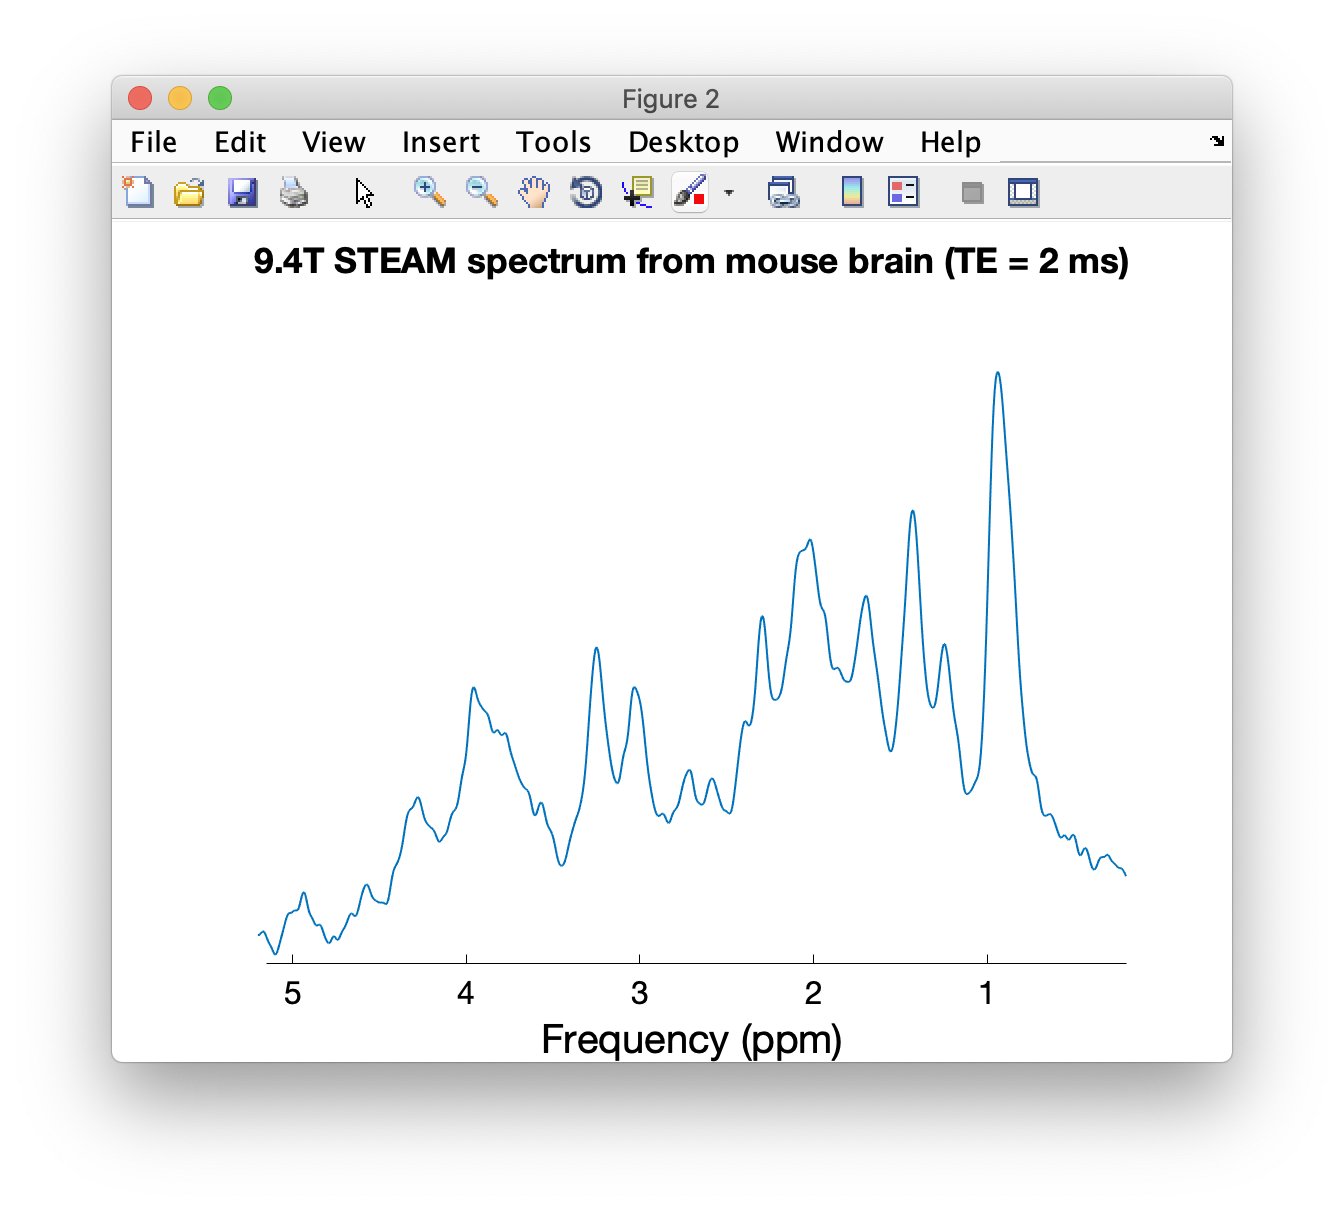 Figure 2
File Edit View Insert Tools Desktop Window Help
9.4T STEAM spectrum from mouse brain (TE = 2 ms)
5 4 3 2 1
Frequency (ppm)